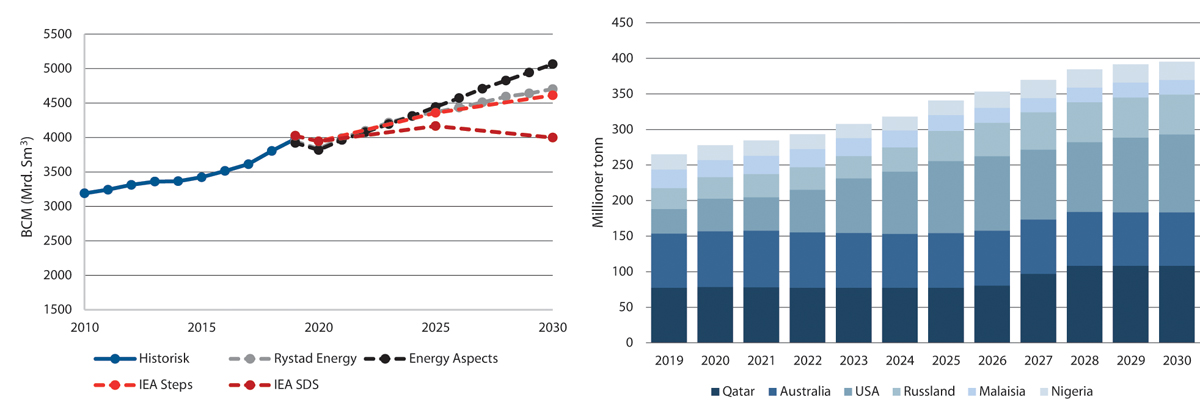 BCM (Mrd. Sm³)
5500
5000
4500
4000
3500
3000
2500
2000
1500
2010 2015 2020 2025 2030
Historisk Rystad Energy Energy Aspects
IEA Steps IEA SDS
Millioner tonn
450
400
350
300
250
200
150
100
50
0
2019 2020 2021 2022 2023 2024 2025 2026 2027 2028 2029 2030
Qatar Australia USA Russland Malaisia Nigeria